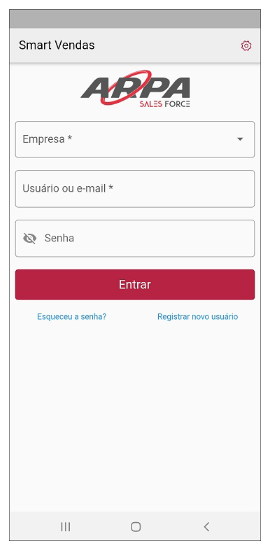 Smart Vendas
ARPA
SALES FORCE
Empresa *
Usuário ou e-mail *
Senha
Entrar
Esqueceu a senha?
Registrar novo usuário